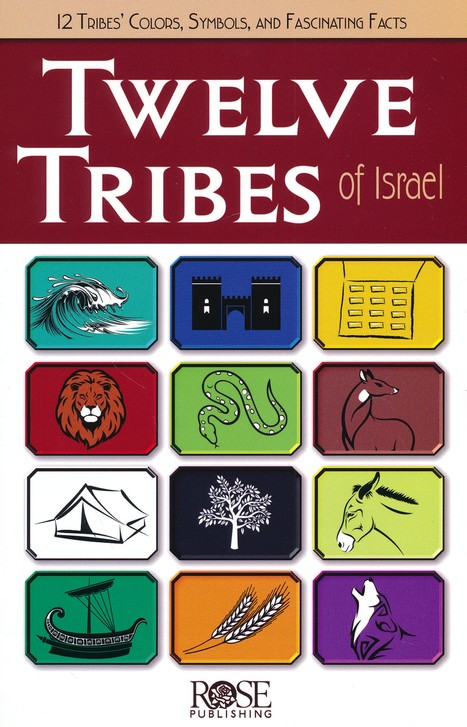 12 Tribes' Colors, Symbols, and Fascinating Facts
TWELVE
TRIBES of Israel
ROSE
PUBLISHING